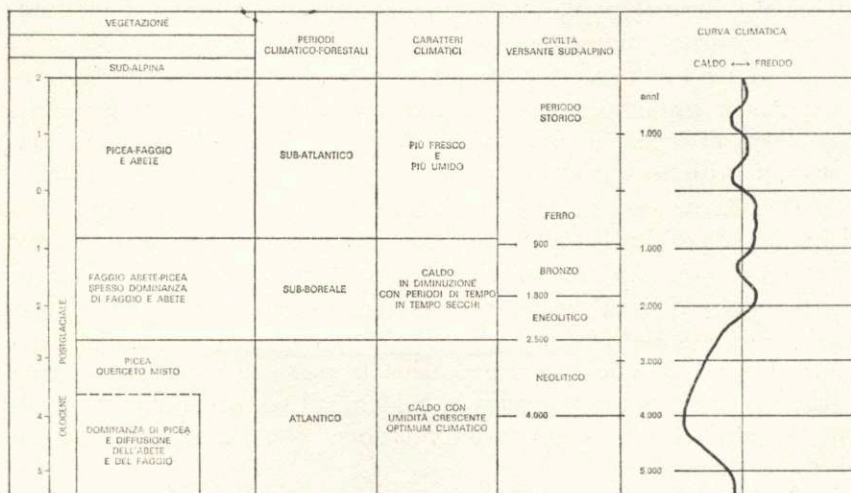 VEGETAZIONE
SUD-ALPINA
PERIODI
CLIMATICO-FORESTALI
CARATTERI
CLIMATICI
CIVILTA
VERSANTE SUD-ALPINO
CURVA CLIMATICA
CALDO ↔ FREDDO
anni
2
1
0
1
2
3
4
5
OLOCENE POSTGLACIALE
PICEA-FAGGIO
E ABETE
SUB-ATLANTICO
PIÙ FRESCO
E
PIÙ UMIDO
PERIODO
STORICO
FERRO
900
FAGGIO ABETE-PICEA
SPESSO DOMINANZA
DI FAGGIO E ABETE
SUB-BOREALE
CALDO
IN DIMINUZIONE
CON PERIODI DI TEMPO
IN TEMPO SECCHI
BRONZO
1.800
ENEOLITICO
2.500
PICEA
QUERCETO MISTO
DOMINANZA DI PICEA
E DIFFUSIONE
DELL'ABETE
E DEL FAGGIO
ATLANTICO
CALDO CON
UMIDITÀ CRESCENTE
OPTIMUM CLIMATICO
NEOLITICO
4.000
1.000
1.000
2.000
3.000
4.000
5.000